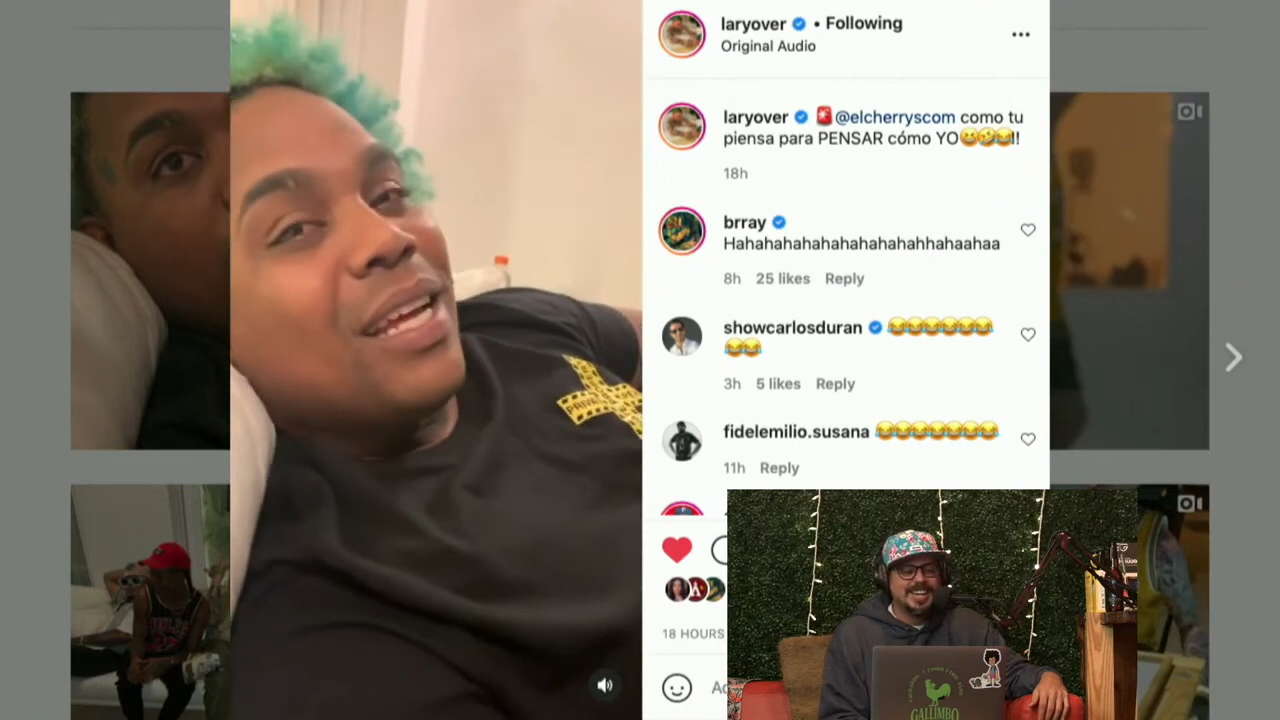 laryover • Following
Original Audio
laryover 🚨@elcherryscom como tu
piensa para PENSAR cómo YO😆🤣😂!!
18h
brray
Hahahahahahahahahahahhahaahaa
8h 25 likes Reply
showcarlosduran 😂😂😂😂😂😂
😂😂
3h 5 likes Reply
fidelemilio.susana 😂😂😂😂😂😂😂
11h Reply
18 HOURS
GALLIMBO